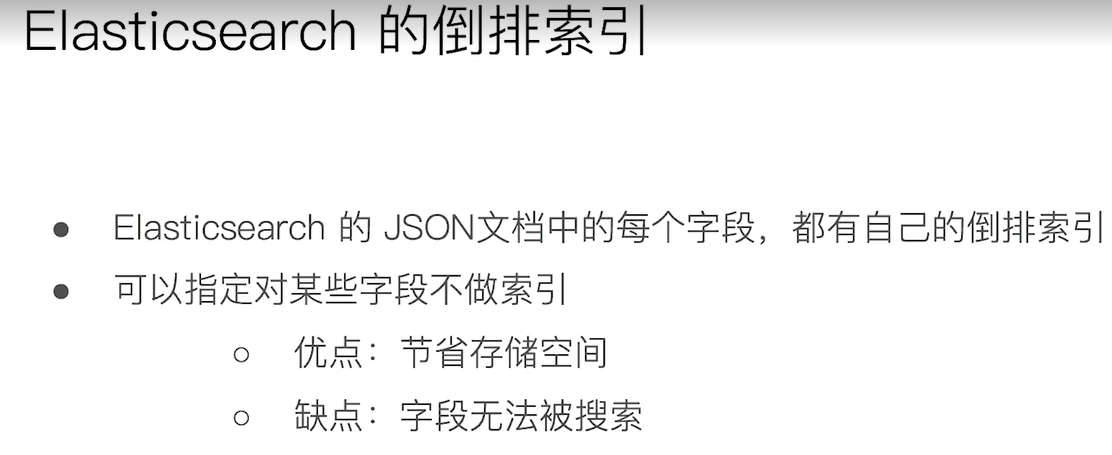 Elasticsearch 的倒排索引
● Elasticsearch 的 JSON文档中的每个字段，都有自己的倒排索引
● 可以指定对某些字段不做索引
○ 优点：节省存储空间
○ 缺点：字段无法被搜索